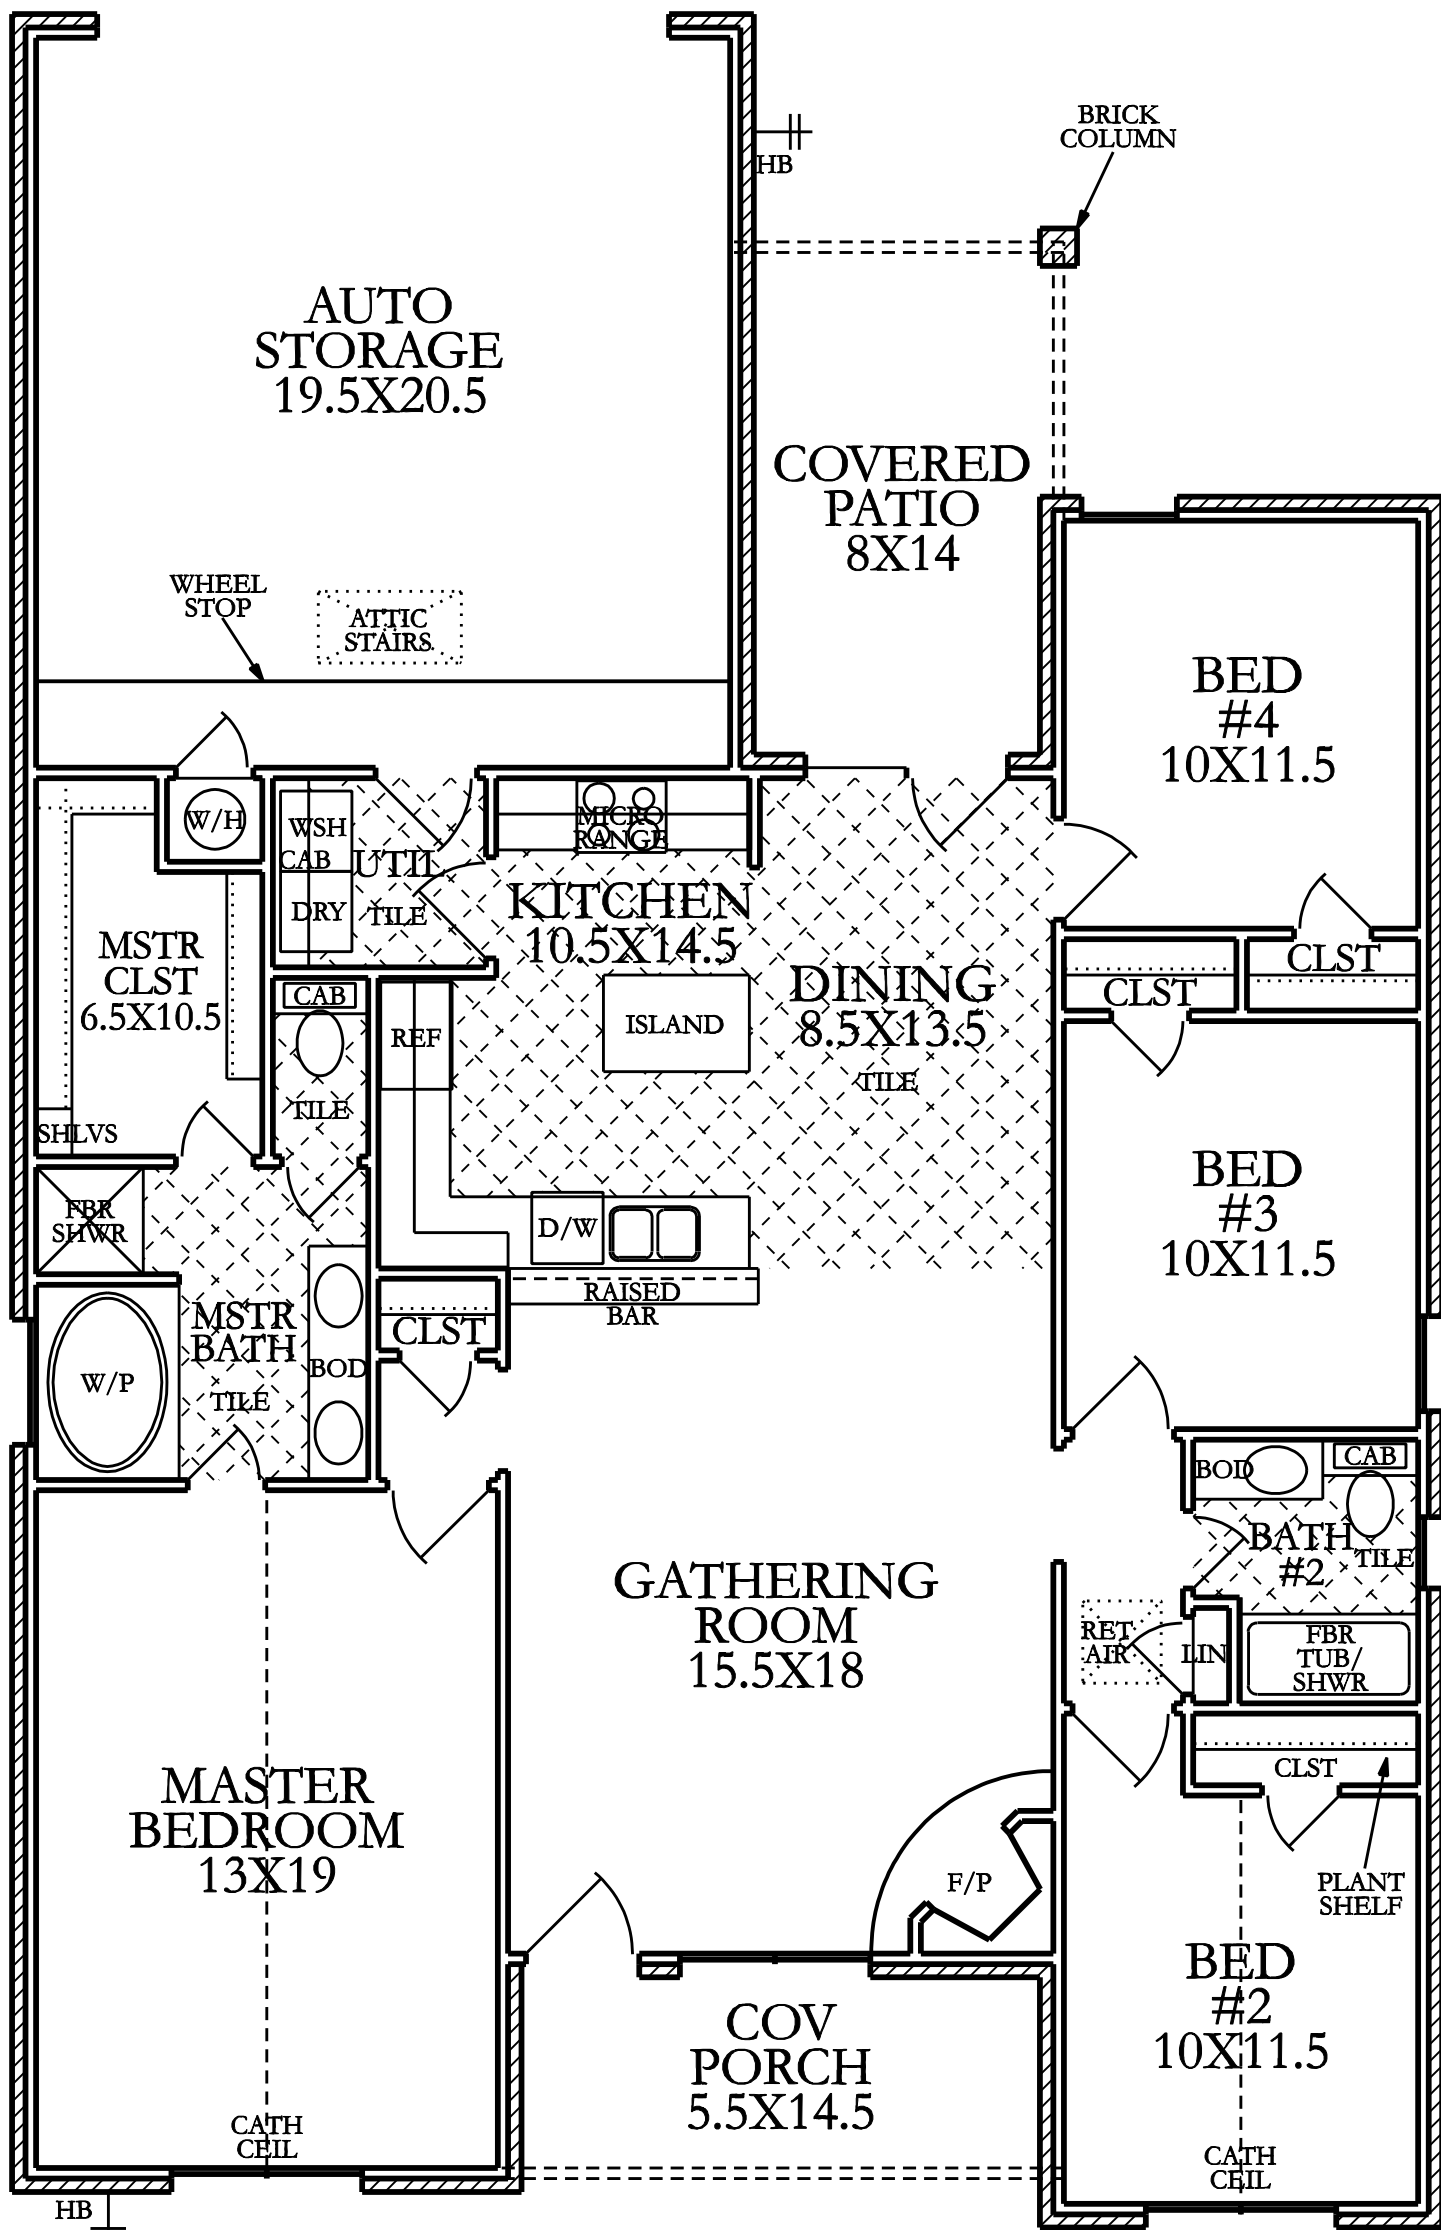 BRICK
COLUMN
HB
AUTO
STORAGE
19.5X20.5
COVERED
PATIO
8X14
WHEEL
STOP
ATTIC
STAIRS
BED
#4
10X11.5
W/H
WSH
CAB
DRY
UTIL
TILE
MICRO
RANGE
KITCHEN
10.5X14.5
MSTR
CLST
6.5X10.5
SHLVS
CAB
TILE
REF
ISLAND
DINING
8.5X13.5
TILE
CLST
CLST
BED
#3
10X11.5
FBR
SHWR
D/W
RAISED
BAR
MSTR
BATH
TILE
BOD
W/P
CLST
BOD
CAB
BATH
#2
TILE
GATHERING
ROOM
15.5X18
RET
AIR
LIN
FBR
TUB/
SHWR
CLST
PLANT
SHELF
MASTER
BEDROOM
13X19
F/P
BED
#2
10X11.5
COV
PORCH
5.5X14.5
CATH
CEIL
CATH
CEIL
HB